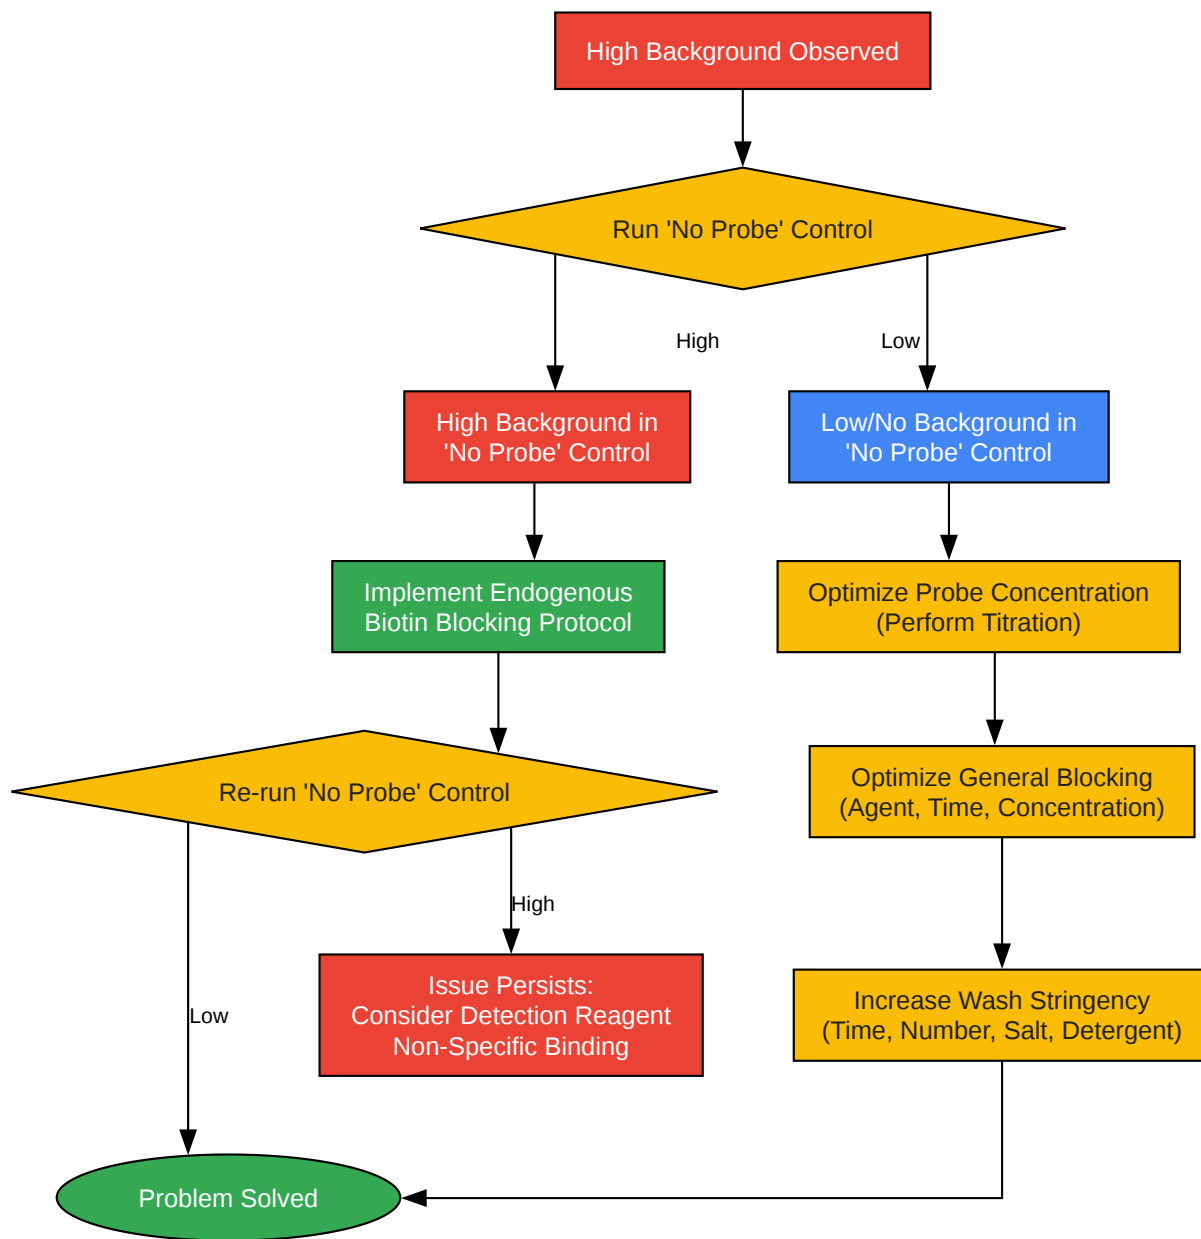 High Background Observed
Run 'No Probe' Control
High
Low
High Background in
'No Probe' Control
Low/No Background in
'No Probe' Control
Implement Endogenous
Biotin Blocking Protocol
Optimize Probe Concentration
(Perform Titration)
Re-run 'No Probe' Control
Optimize General Blocking
(Agent, Time, Concentration)
High
Low
Issue Persists:
Consider Detection Reagent
Non-Specific Binding
Increase Wash Stringency
(Time, Number, Salt, Detergent)
Problem Solved